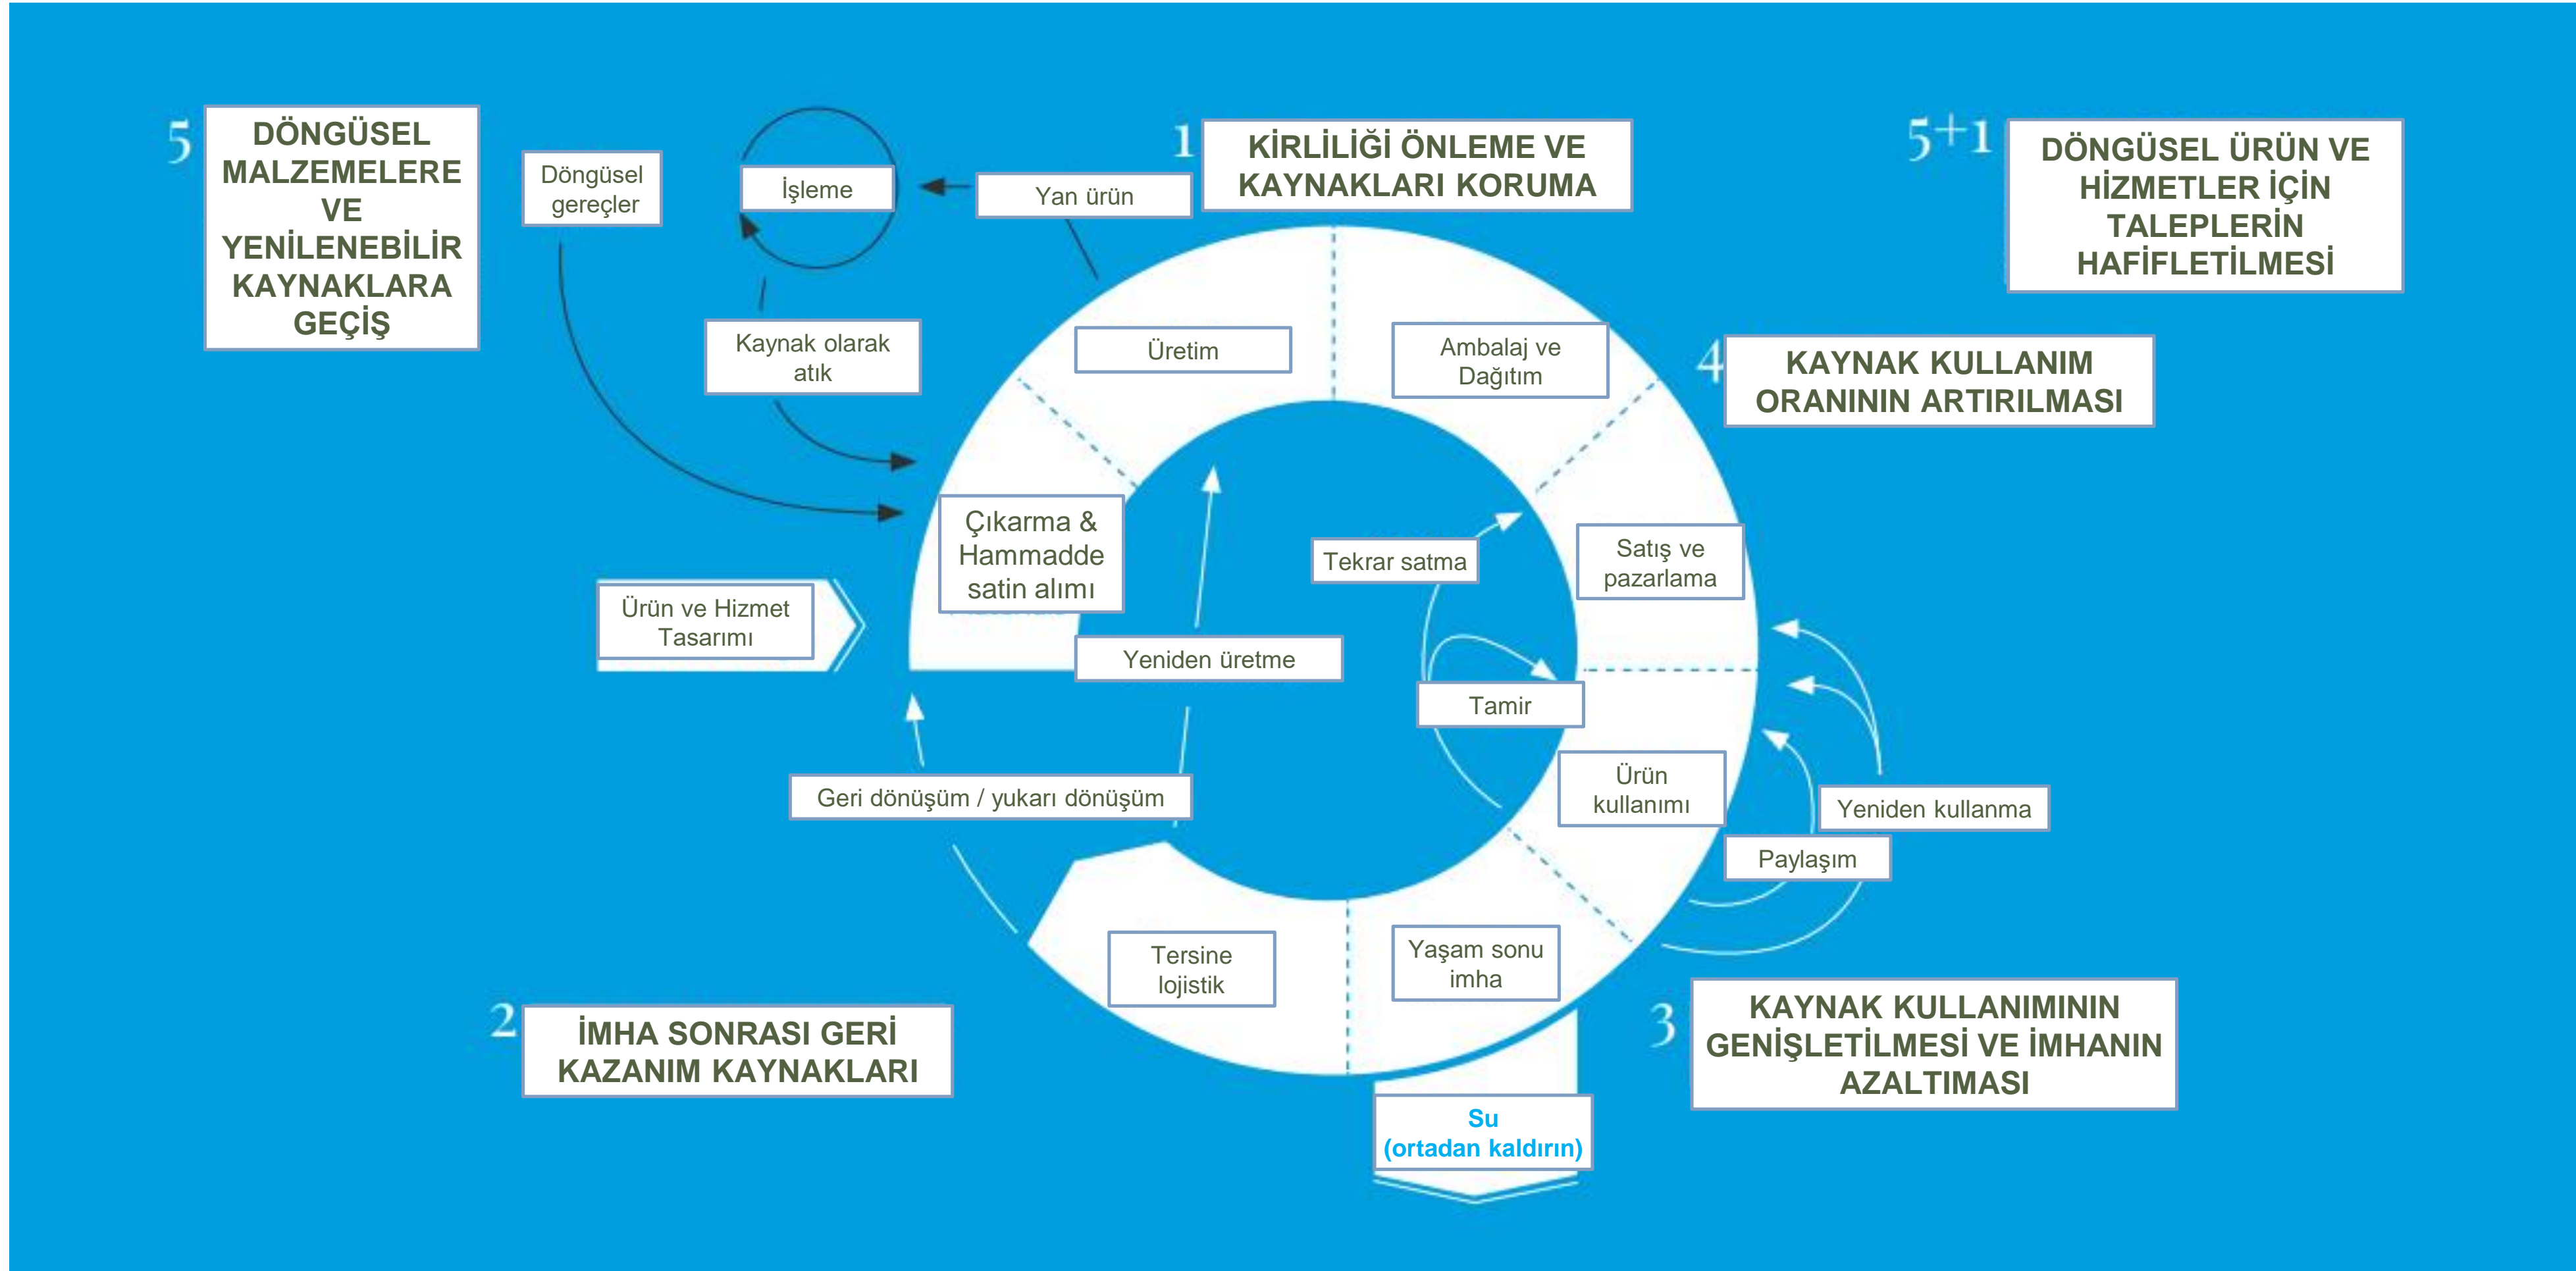 5
DÖNGÜSEL
MALZEMELERE
VE
YENİLENEBİLİR
KAYNAKLARA
GEÇİŞ
Döngüsel
gereçler
İşleme
Yan ürün
1
KİRLİLİĞİ ÖNLEME VE
KAYNAKLARI KORUMA
5+1
DÖNGÜSEL ÜRÜN VE
HİZMETLER İÇİN
TALEPLERİN
HAFİFLETİLMESİ
Kaynak olarak
atık
Üretim
Ambalaj ve
Dağıtım
4
KAYNAK KULLANIM
ORANININ ARTIRILMASI
Çıkarma &
Hammadde
satin alımı
Tekrar satma
Satış ve
pazarlama
Ürün ve Hizmet
Tasarımı
Yeniden üretme
Tamir
Geri dönüşüm / yukarı dönüşüm
Ürün
kullanımı
Yeniden kullanma
Paylaşım
Tersine
lojistik
Yaşam sonu
imha
2
İMHA SONRASI GERİ
KAZANIM KAYNAKLARI
3
KAYNAK KULLANIMININ
GENİŞLETİLMESİ VE İMHANIN
AZALTIMASI
Su
(ortadan kaldırın)